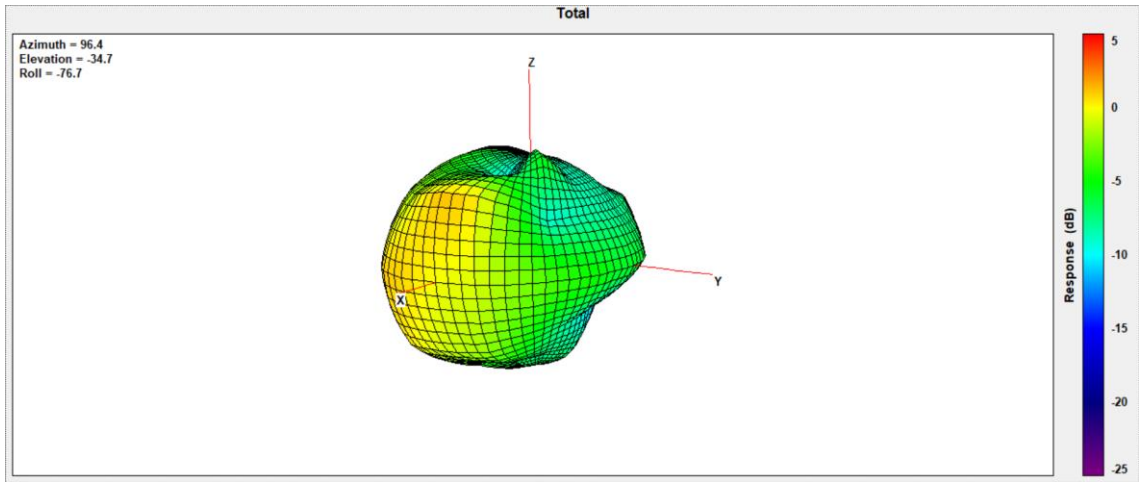 Total
Azimuth = 96.4
Elevation = -34.7
Roll = -76.7
Z
Y
X
5
0
-5
-10
-15
-20
-25
Response (dB)